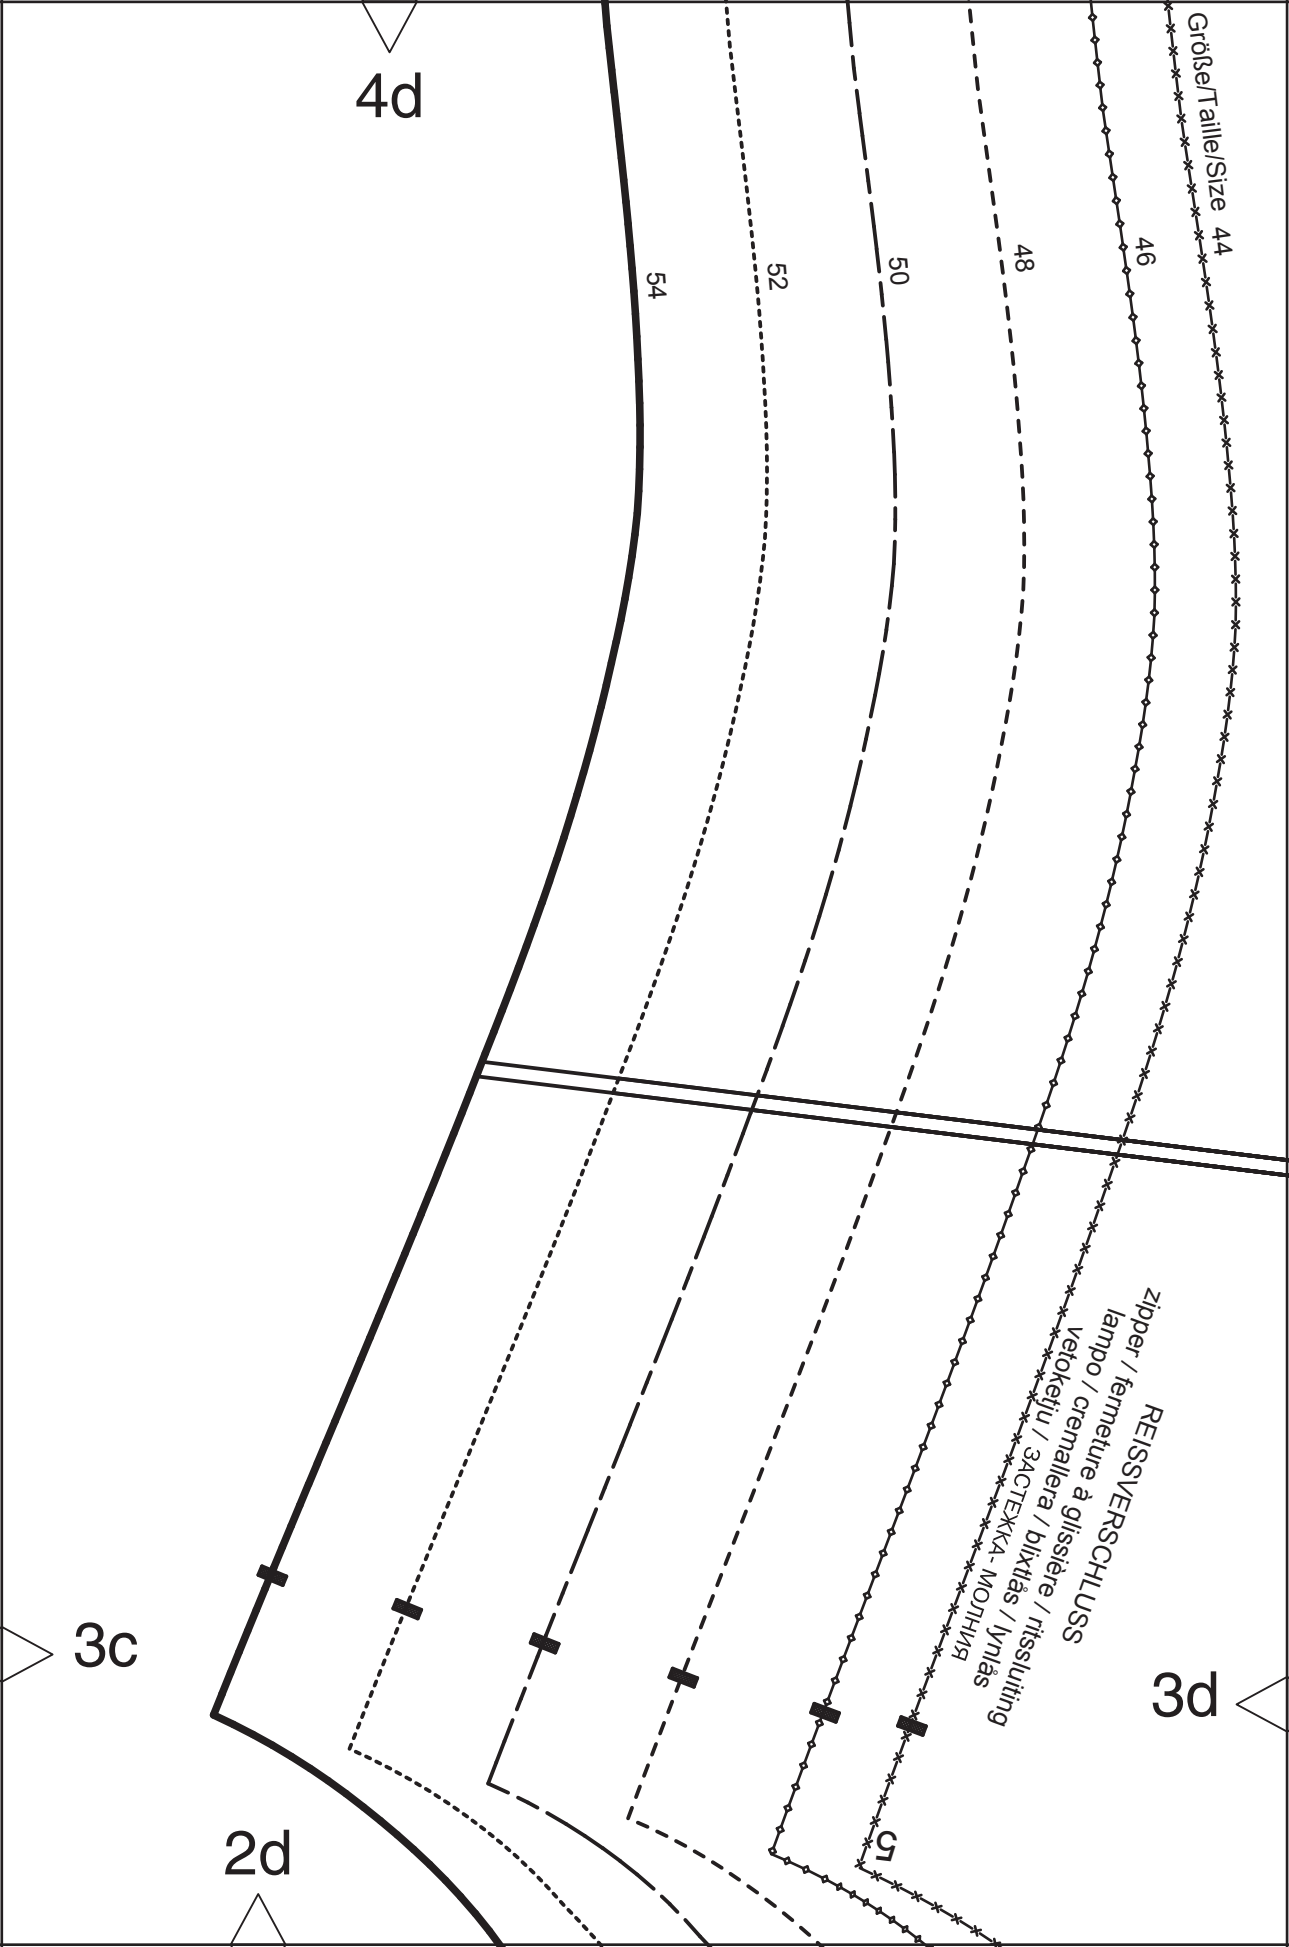 4d
Größe/Taille/Size 44
46
48
50
52
54
REISSVERSCHLUSS
zipper / fermeture à glissière / ritssluiting
lampo / cremallera / blixtlås / lynlås
vetoketju / ЗАСТЕЖКА- МОЛНИЯ
3c
3d
5
2d